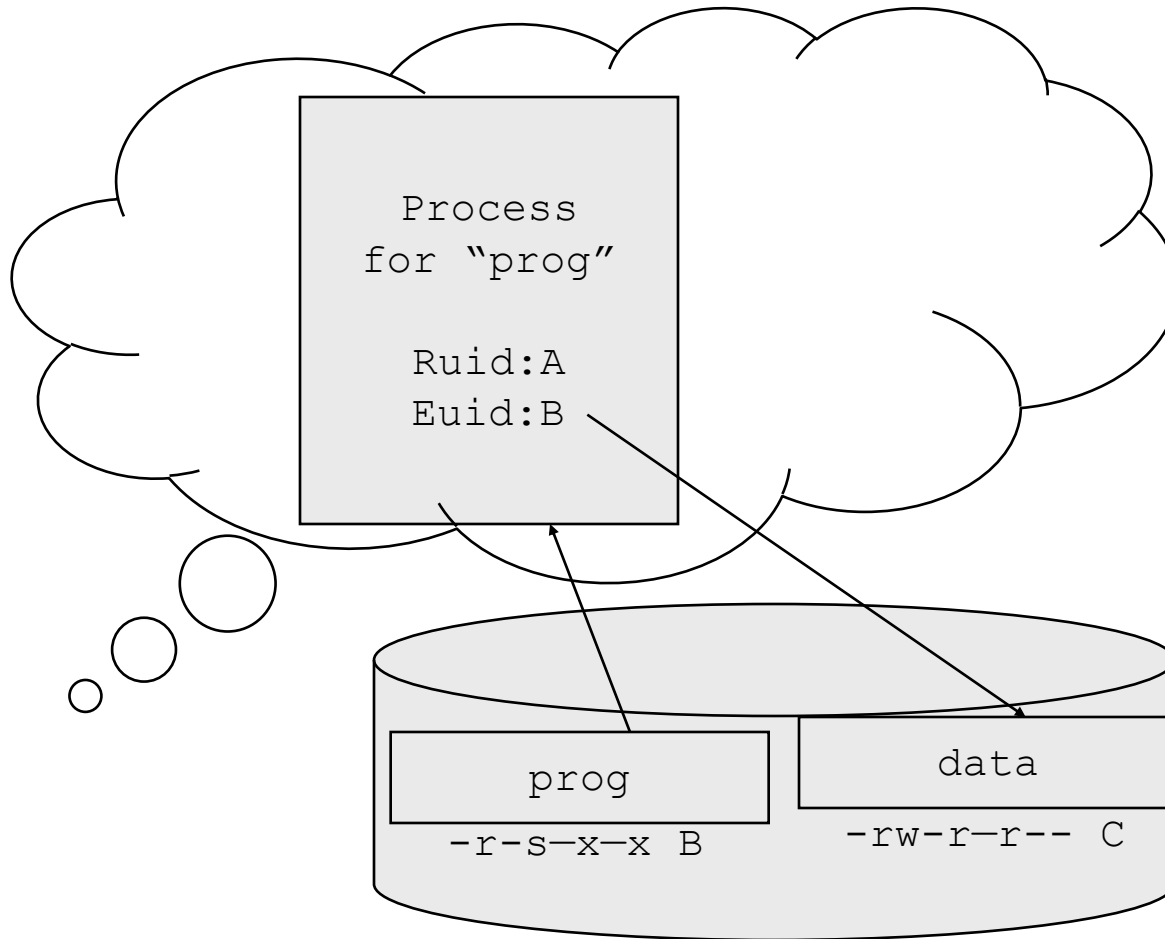 Process
for “prog”
Ruid:A
Euid:B
prog
-r-s—x—x B
data
-rw-r—r-- C